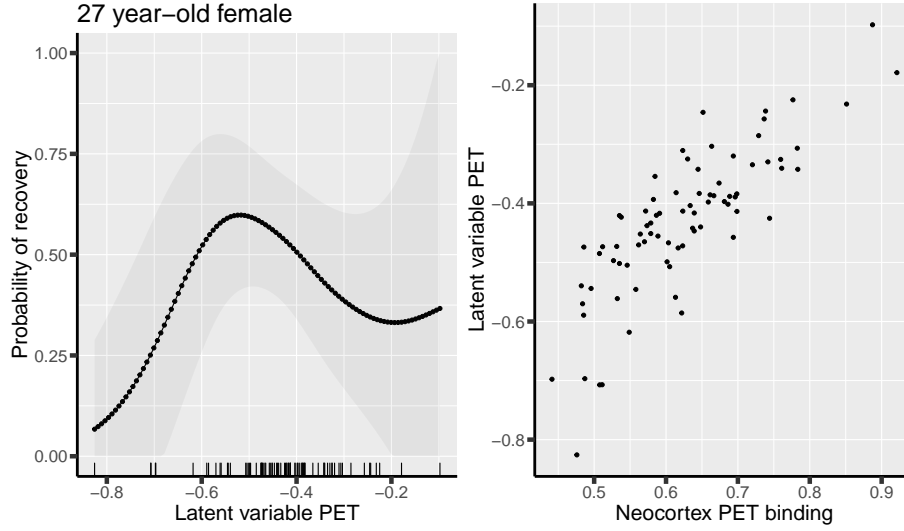 27 year−old female
Probability of recovery
1.00
0.75
0.50
0.25
0.00
−0.8 −0.6 −0.4 −0.2
Latent variable PET
Latent variable PET
−0.2
−0.4
−0.6
−0.8
0.5 0.6 0.7 0.8 0.9
Neocortex PET binding